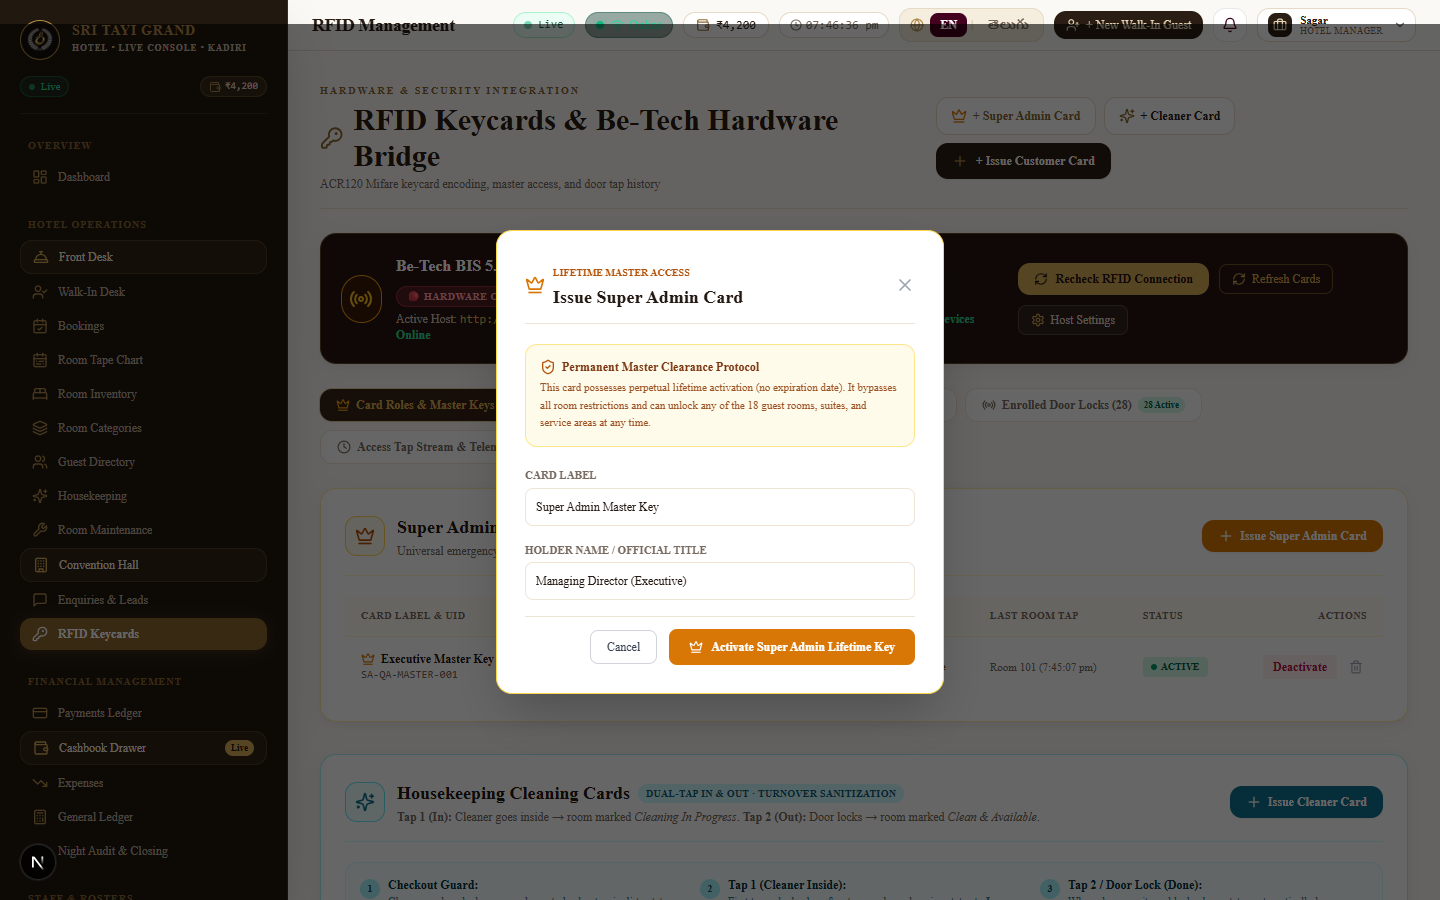 SRI TAYI GRAND
HOTEL • LIVE CONSOLE • KADIRI
Live
₹4,200
OVERVIEW
Dashboard
HOTEL OPERATIONS
Front Desk
Walk-In Desk
Bookings
Room Tape Chart
Room Inventory
Room Categories
Guest Directory
Housekeeping
Room Maintenance
Convention Hall
Enquiries & Leads
RFID Keycards
FINANCIAL MANAGEMENT
Payments Ledger
Cashbook Drawer
Live
Expenses
General Ledger
Night Audit & Closing
STAFF & ROSTERS
RFID Management
Live
₹4,200
07:46:36 pm
EN
తెలుగు
+ New Walk-In Guest
Sagar
HOTEL MANAGER
HARDWARE & SECURITY INTEGRATION
RFID Keycards & Be-Tech Hardware
Bridge
ACR120 Mifare keycard encoding, master access, and door tap history
+ Super Admin Card
+ Cleaner Card
+ Issue Customer Card
Be-Tech BIS 5.
HARDWARE
Active Host: http:/
Online
Recheck RFID Connection
Refresh Cards
Host Settings
Card Roles & Master Keys
Enrolled Door Locks (28)
28 Active
Access Tap Stream &
Super Admin
Universal emergency
Issue Super Admin Card
CARD LABEL & UID
LAST ROOM TAP
STATUS
ACTIONS
Executive Master Key
SA-QA-MASTER-001
Room 101 (7:45:07 pm)
ACTIVE
Deactivate
LIFETIME MASTER ACCESS
Issue Super Admin Card
Permanent Master Clearance Protocol
This card possesses perpetual lifetime activation (no expiration date). It bypasses
all room restrictions and can unlock any of the 18 guest rooms, suites, and
service areas at any time.
CARD LABEL
Super Admin Master Key
HOLDER NAME / OFFICIAL TITLE
Managing Director (Executive)
Cancel
Activate Super Admin Lifetime Key
Housekeeping Cleaning Cards
DUAL-TAP IN & OUT · TURNOVER SANITIZATION
Tap 1 (In): Cleaner goes inside → room marked Cleaning In Progress. Tap 2 (Out): Door locks → room marked Clean & Available.
Issue Cleaner Card
1
Checkout Guard:
2
Tap 1 (Cleaner Inside):
3
Tap 2 / Door Lock (Done):